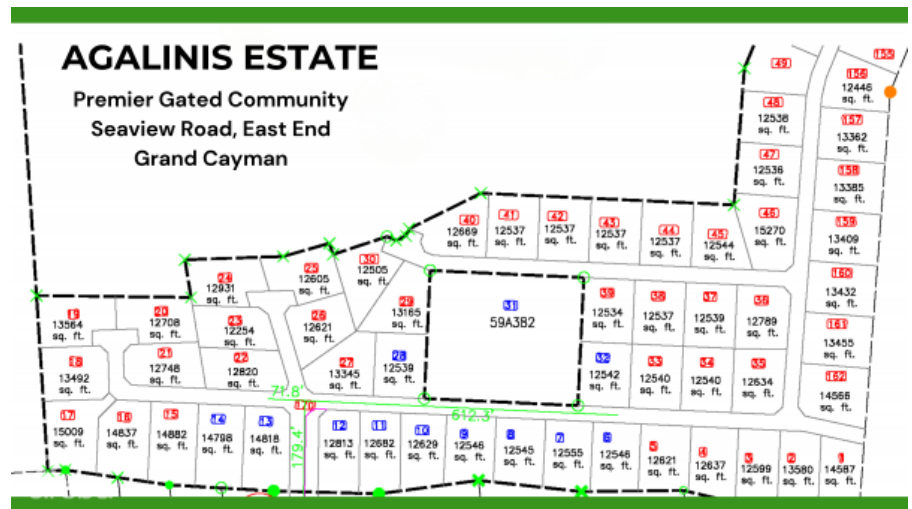 AGALINIS ESTATE
Premier Gated Community
Seaview Road, East End
Grand Cayman
155
49
156
12446
sq. ft.
48
12538
sq. ft.
157
13362
sq. ft.
47
12536
sq. ft.
158
13385
sq. ft.
40
12669
sq. ft.
41
12537
sq. ft.
42
12537
sq. ft.
43
12537
sq. ft.
44
12537
sq. ft.
45
12544
sq. ft.
46
15270
sq. ft.
159
13409
sq. ft.
24
12931
sq. ft.
25
12605
sq. ft.
30
12505
sq. ft.
160
13432
sq. ft.
19
13564
sq. ft.
20
12708
sq. ft.
23
12254
sq. ft.
26
12621
sq. ft.
29
13165
sq. ft.
31
59A382
39
12534
sq. ft.
38
12537
sq. ft.
37
12539
sq. ft.
36
12789
sq. ft.
161
13455
sq. ft.
18
13492
sq. ft.
21
12748
sq. ft.
22
12820
sq. ft.
27
13345
sq. ft.
28
12539
sq. ft.
32
12542
sq. ft.
33
12540
sq. ft.
34
12540
sq. ft.
35
12634
sq. ft.
162
14566
sq. ft.
71.8'
170
512.3'
179.4'
17
15009
sq. ft.
16
14837
sq. ft.
15
14882
sq. ft.
14
14798
sq. ft.
13
14818
sq. ft.
12
12813
sq. ft.
11
12682
sq. ft.
10
12629
sq. ft.
9
12546
sq. ft.
8
12545
sq. ft.
7
12555
sq. ft.
6
12546
sq. ft.
5
12621
sq. ft.
4
12637
sq. ft.
3
12599
sq. ft.
2
13580
sq. ft.
1
14587
sq. ft.